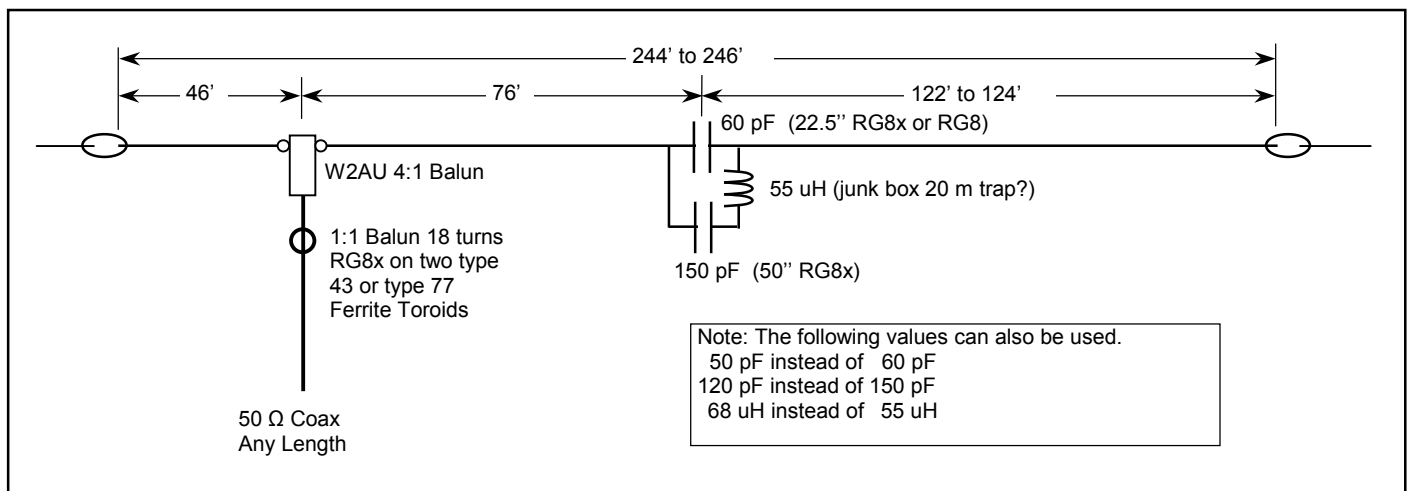 244’ to 246’
46’
76’
122’ to 124’
60 pF (22.5’’ RG8x or RG8)
W2AU 4:1 Balun
55 uH (junk box 20 m trap?)
1:1 Balun 18 turns
RG8x on two type
43 or type 77
Ferrite Toroids
150 pF (50’’ RG8x)
Note: The following values can also be used.
50 pF instead of 60 pF
120 pF instead of 150 pF
68 uH instead of 55 uH
50 Ω Coax
Any Length